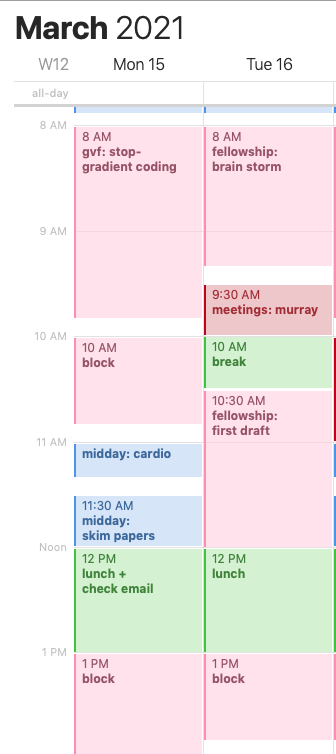 March 2021
W12 Mon 15 Tue 16
all-day
8 AM
8 AM
gvf: stop-
gradient coding
8 AM
fellowship:
brain storm
9 AM
9:30 AM
meetings: murray
10 AM
10 AM
block
10 AM
break
10:30 AM
fellowship:
first draft
11 AM
midday: cardio
11:30 AM
midday:
skim papers
Noon
12 PM
lunch +
check email
12 PM
lunch
1 PM
1 PM
block
1 PM
block